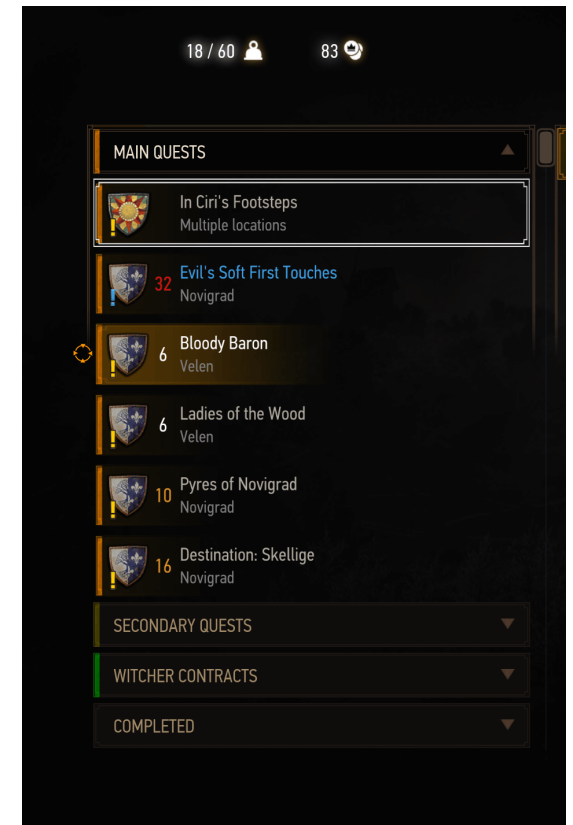 18 / 60 83
MAIN QUESTS
In Ciri's Footsteps
Multiple locations
32 Evil's Soft First Touches
Novigrad
6 Bloody Baron
Velen
6 Ladies of the Wood
Velen
10 Pyres of Novigrad
Novigrad
16 Destination: Skellige
Novigrad
SECONDARY QUESTS
WITCHER CONTRACTS
COMPLETED